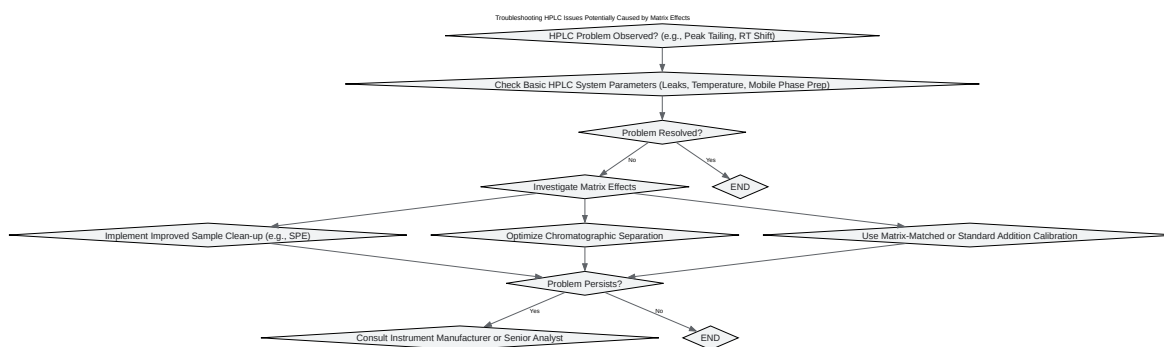 Troubleshooting HPLC Issues Potentially Caused by Matrix Effects
HPLC Problem Observed? (e.g., Peak Tailing, RT Shift)
Check Basic HPLC System Parameters (Leaks, Temperature, Mobile Phase Prep)
Problem Resolved?
No
Yes
Investigate Matrix Effects
END
Implement Improved Sample Clean-up (e.g., SPE)
Optimize Chromatographic Separation
Use Matrix-Matched or Standard Addition Calibration
Problem Persists?
Yes
No
Consult Instrument Manufacturer or Senior Analyst
END